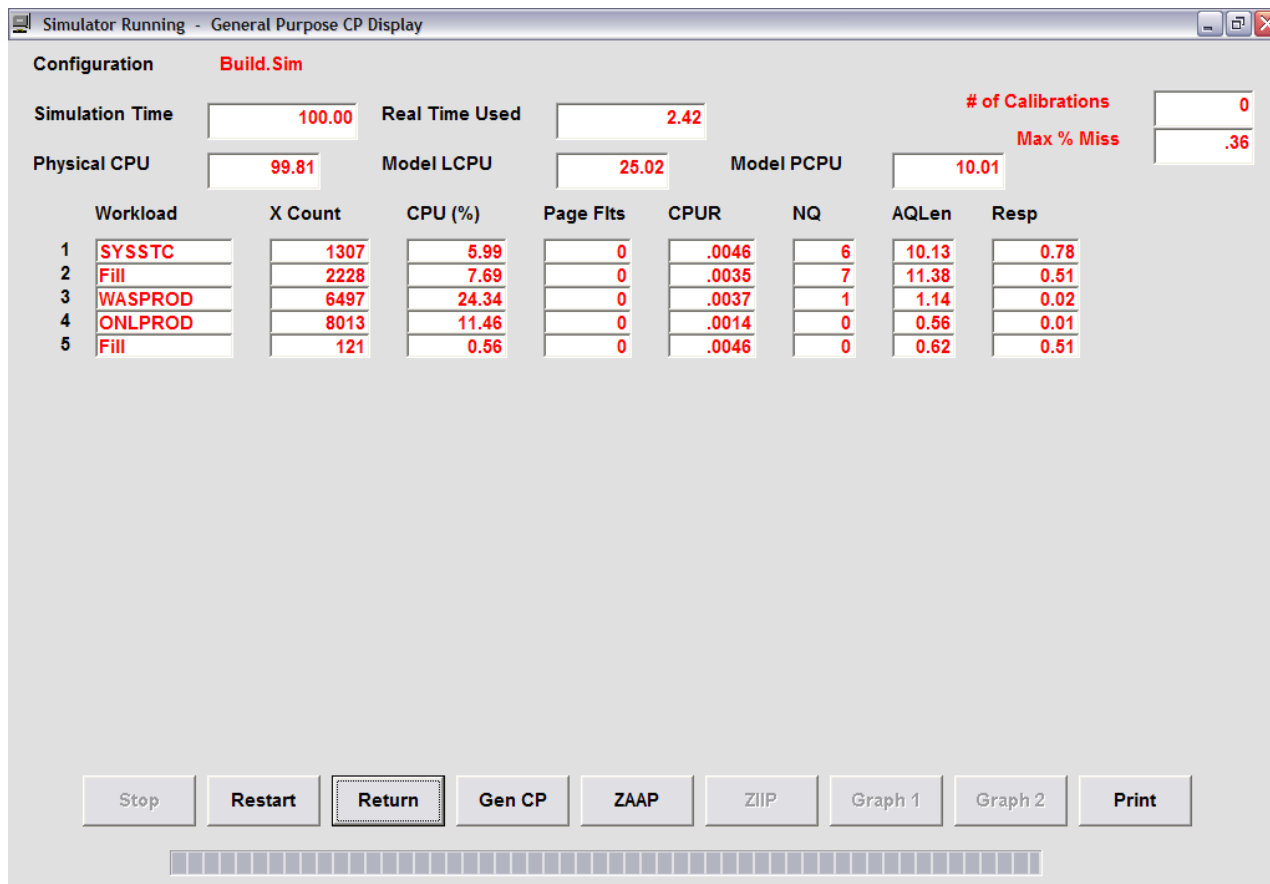 Simulator Running - General Purpose CP Display
Configuration Build.Sim
Simulation Time 100.00 Real Time Used 2.42 # of Calibrations 0
Max % Miss .36
Physical CPU 99.81 Model LCPU 25.02 Model PCPU 10.01
Workload X Count CPU (%) Page Flts CPUR NQ AQLen Resp
1 SYSSTC 1307 5.99 0 .0046 6 10.13 0.78
2 Fill 2228 7.69 0 .0035 7 11.38 0.51
3 WASPROD 6497 24.34 0 .0037 1 1.14 0.02
4 ONLPROD 8013 11.46 0 .0014 0 0.56 0.01
5 Fill 121 0.56 0 .0046 0 0.62 0.51
Stop Restart Return Gen CP ZAAP ZIIP Graph 1 Graph 2 Print